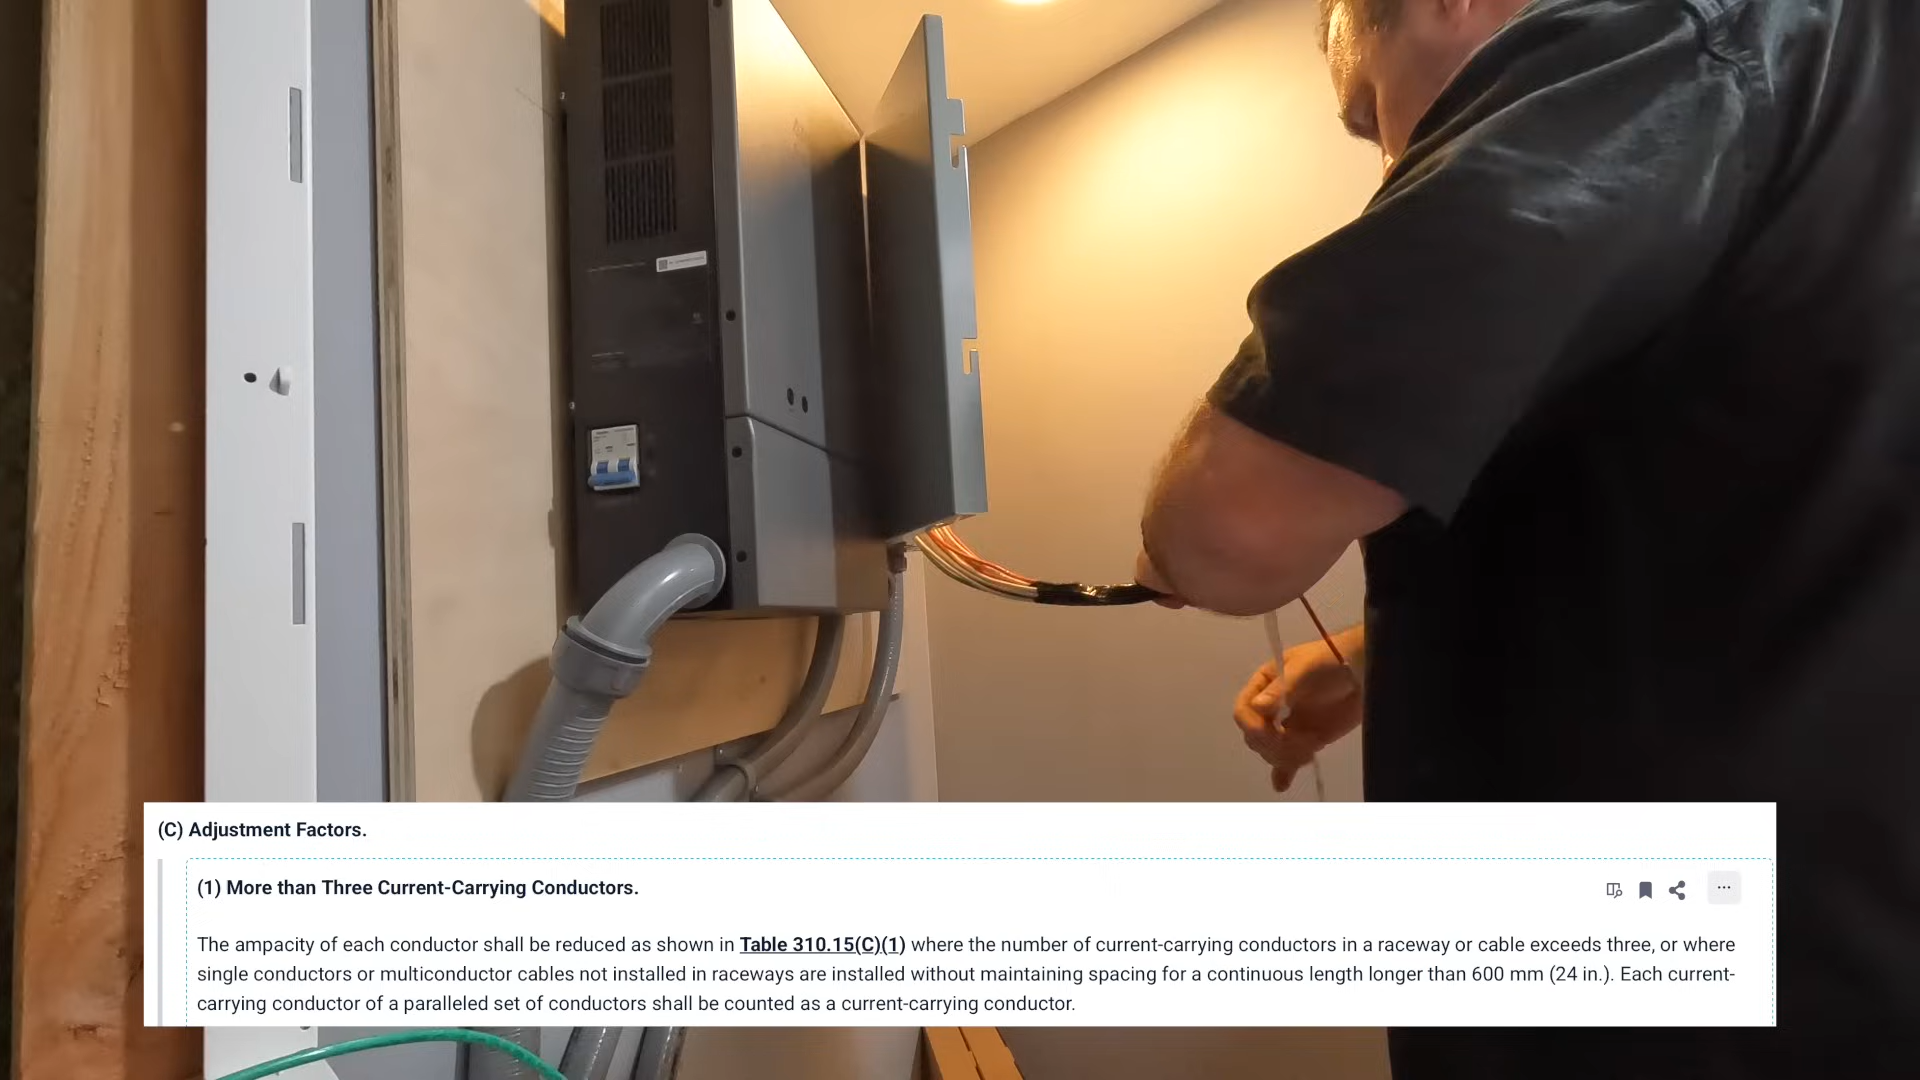 (C) Adjustment Factors.
(1) More than Three Current-Carrying Conductors.
The ampacity of each conductor shall be reduced as shown in Table 310.15(C)(1) where the number of current-carrying conductors in a raceway or cable exceeds three, or where
single conductors or multiconductor cables not installed in raceways are installed without maintaining spacing for a continuous length longer than 600 mm (24 in.). Each current-
carrying conductor of a paralleled set of conductors shall be counted as a current-carrying conductor.